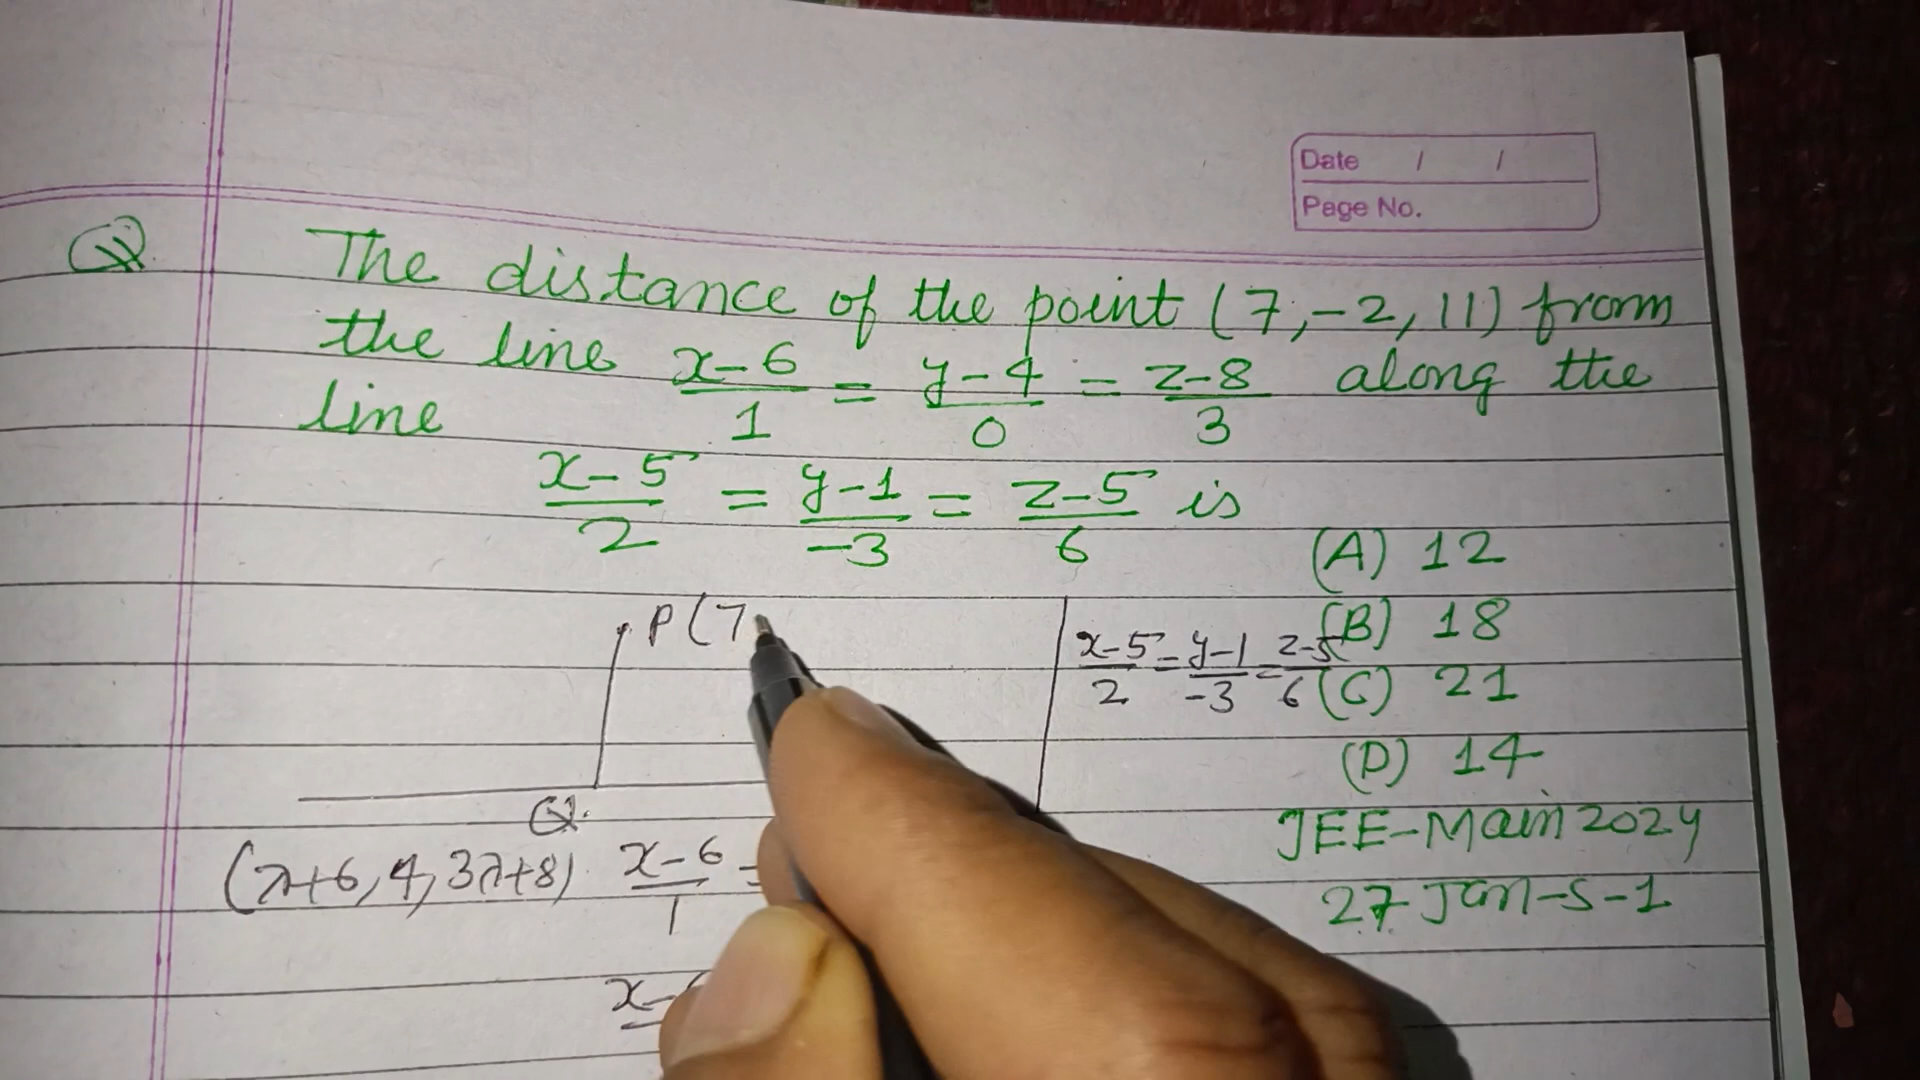 Date / /
Page No.
Q The distance of the point (7,-2,11) from
the line x-6/1 = y-4/0 = z-8/3 along the
line
x-5/2 = y-1/-3 = z-5/6 is
(A) 12
(B) 18
(C) 21
(D) 14
JEE-Main 2024
27 Jan-S-1
P(7
x-5/2 = y-1/-3 = z-5/6
Q
(λ+6,4,3λ+8) x-6/1 =
x-